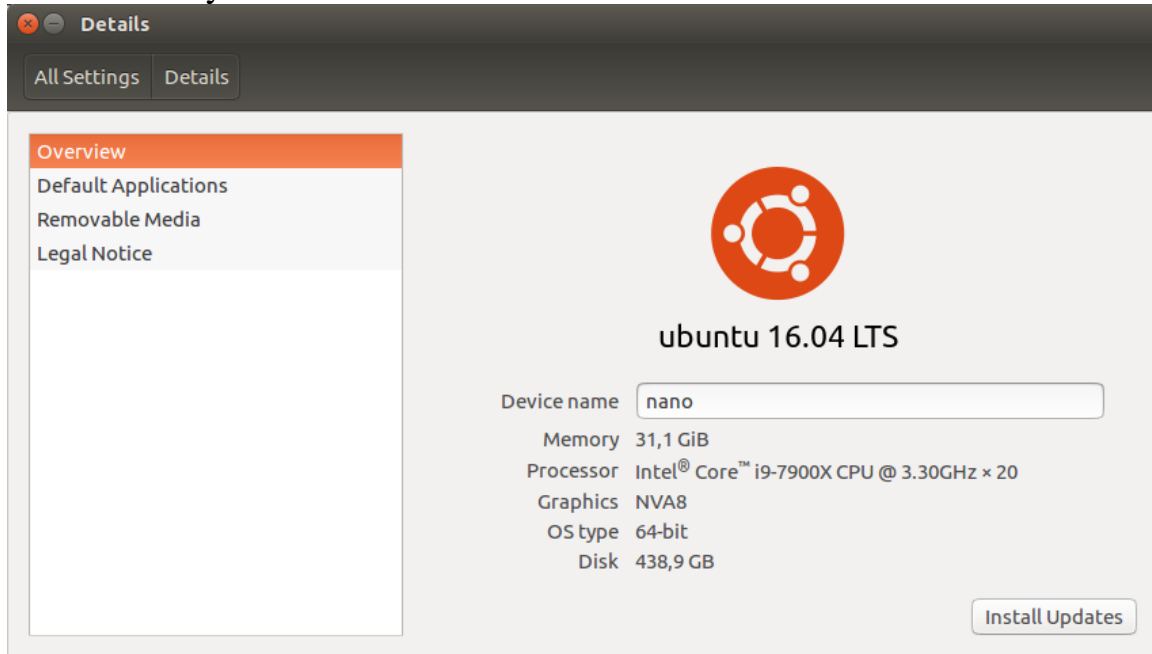 Details
All Settings Details
Overview
Default Applications
Removable Media
Legal Notice
ubuntu 16.04 LTS
Device name nano
Memory 31,1 GiB
Processor Intel® Core™ i9-7900X CPU @ 3.30GHz × 20
Graphics NVA8
OS type 64-bit
Disk 438,9 GB
Install Updates